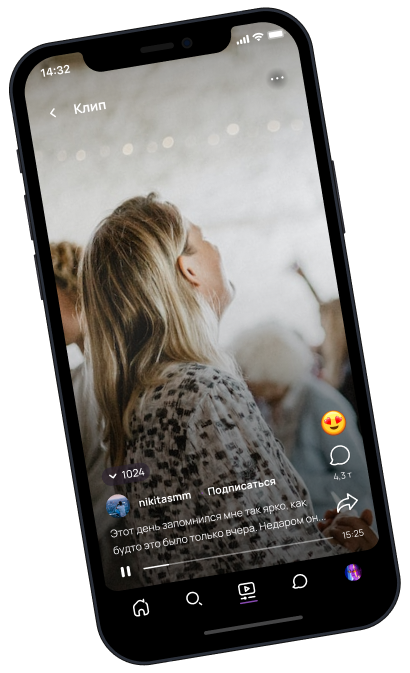 14:32
Клип
1024
nikitasmm Подписаться
4,3 т
Этот день запомнился мне так ярко, как
будто это было только вчера. Недаром он...
15:25